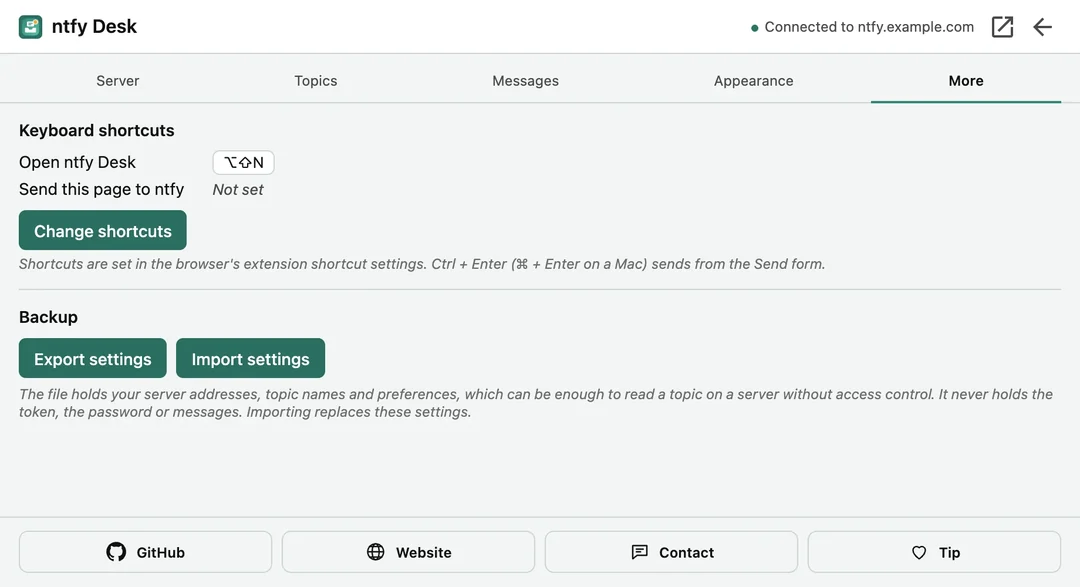 ntfy Desk
Connected to ntfy.example.com
Server
Topics
Messages
Appearance
More
Keyboard shortcuts
Open ntfy Desk ⌥⇧N
Send this page to ntfy Not set
Change shortcuts
Shortcuts are set in the browser's extension shortcut settings. Ctrl + Enter (⌘ + Enter on a Mac) sends from the Send form.
Backup
Export settings
Import settings
The file holds your server addresses, topic names and preferences, which can be enough to read a topic on a server without access control. It never holds the
token, the password or messages. Importing replaces these settings.
GitHub
Website
Contact
Tip